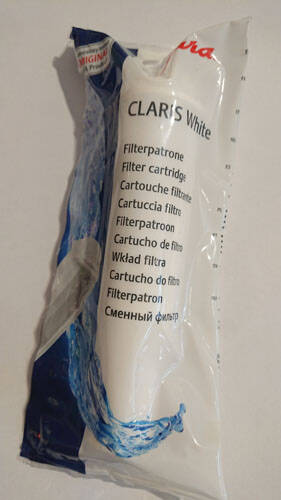 ORIGINAL
CLARIS White
Filterpatrone
Filter cartridge
Cartouche filtrante
Cartuccia filtro
Filterpatroon
Cartucho de filtro
Wkład filtra
Cartucho do filtro
Filterpatron
Сменный фильтр